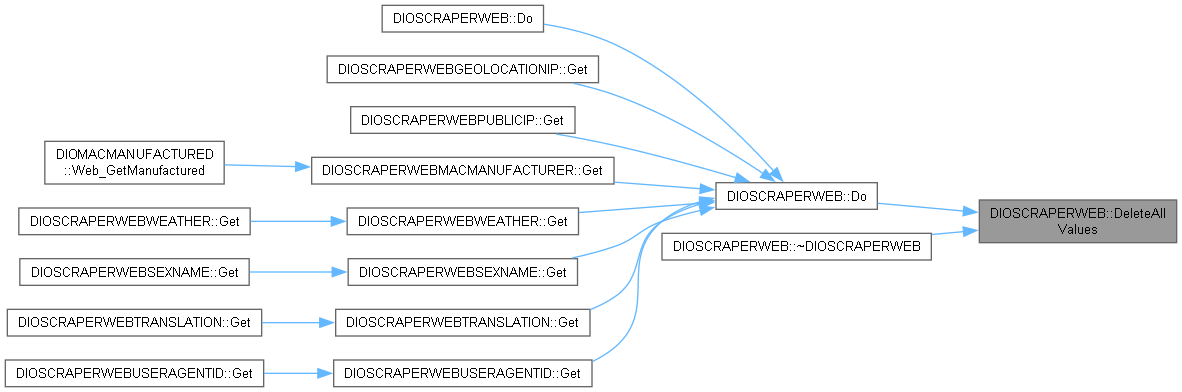 DIOSCRAPERWEB::Do
DIOSCRAPERWEBGEOLOCATIONIP::Get
DIOSCRAPERWEBPUBLICIP::Get
DIOMACMANUFACTURED
::Web_GetManufactured
DIOSCRAPERWEBMACMANUFACTURER::Get
DIOSCRAPERWEB::Do
DIOSCRAPERWEB::DeleteAll
Values
DIOSCRAPERWEBWEATHER::Get
DIOSCRAPERWEBWEATHER::Get
DIOSCRAPERWEB::~DIOSCRAPERWEB
DIOSCRAPERWEBSEXNAME::Get
DIOSCRAPERWEBSEXNAME::Get
DIOSCRAPERWEBTRANSLATION::Get
DIOSCRAPERWEBTRANSLATION::Get
DIOSCRAPERWEBUSERAGENTID::Get
DIOSCRAPERWEBUSERAGENTID::Get